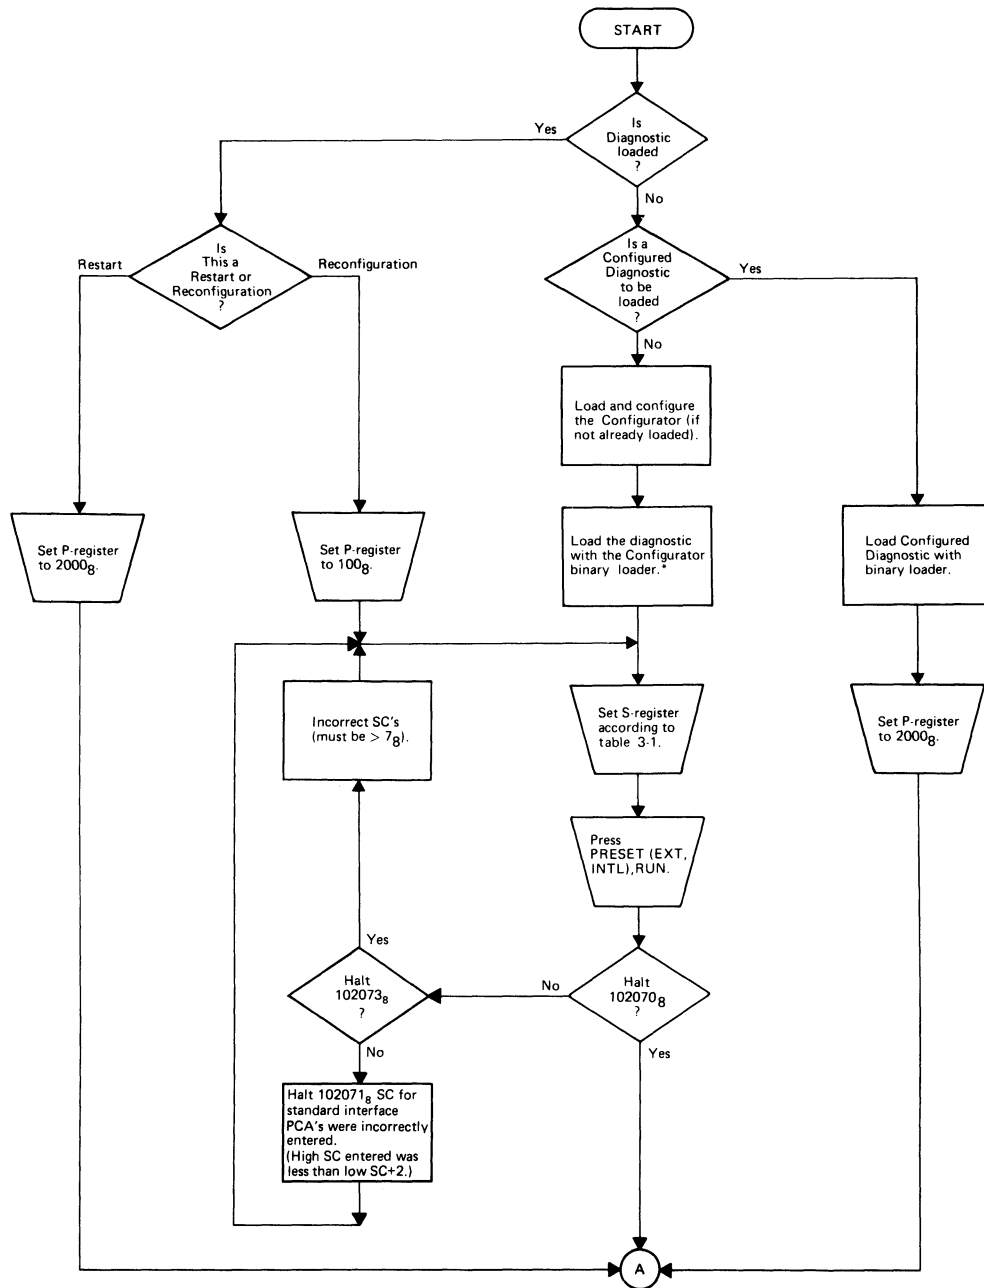 START
Is
Diagnostic
loaded
?
Yes
No
Is
This a
Restart or
Reconfiguration
?
Restart
Reconfiguration
Is a
Configured
Diagnostic
to be
loaded
?
Yes
No
Load and configure
the Configurator (if
not already loaded).
Set P-register
to 2000₈.
Set P-register
to 100₈.
Load the diagnostic
with the Configurator
binary loader.*
Load Configured
Diagnostic with
binary loader.
Incorrect SC's
(must be > 7₈).
Set S-register
according to
table 3-1.
Set P-register
to 2000₈.
Press
PRESET (EXT,
INTL),RUN.
Yes
Halt
102073₈
?
No
No
Halt
102070₈
?
Yes
Halt 102071₈ SC for
standard interface
PCA's were incorrectly
entered.
(High SC entered was
less than low SC+2.)
A